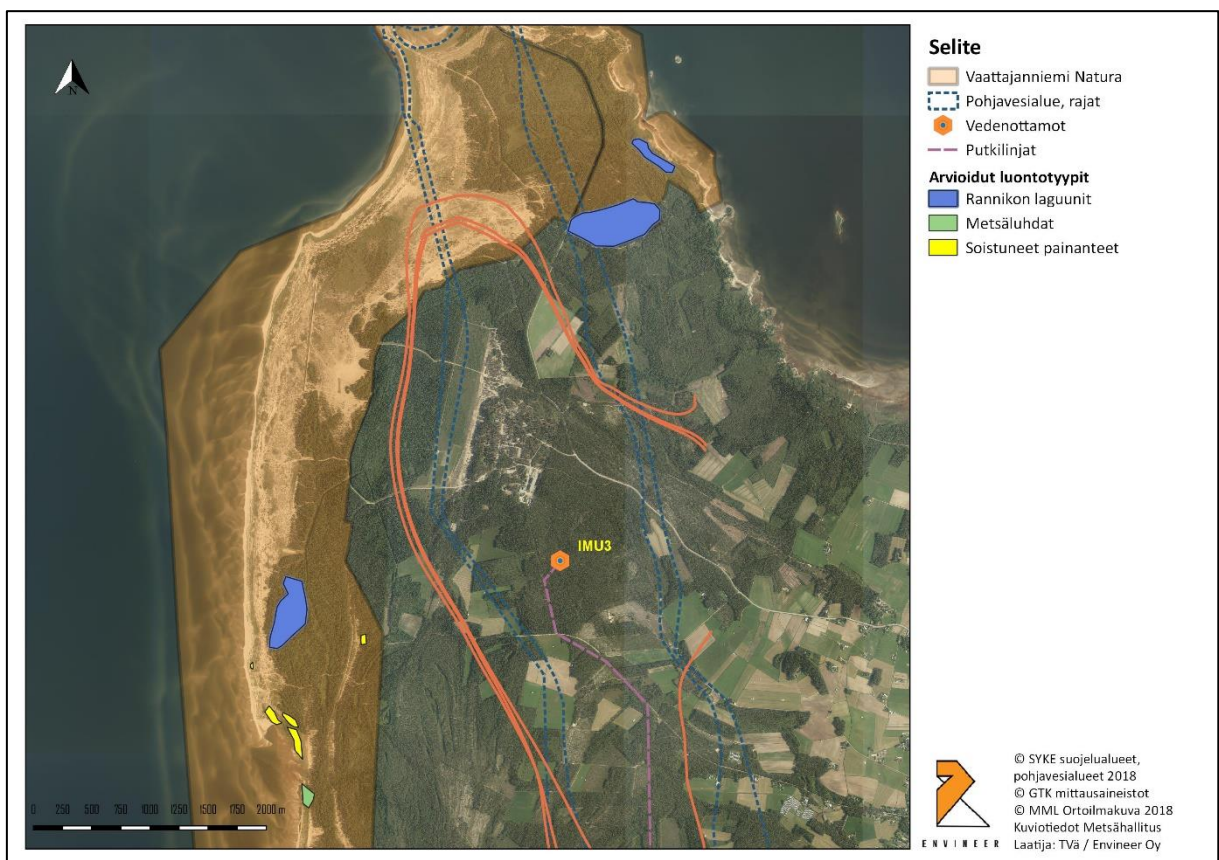 N
IMU3
0 250 500 750 1000 1250 1500 1750 2000 m
Selite
Vaattajanniemi Natura
Pohjavesialue, rajat
Vedenottamot
Putkilinjat
Arvioidut luontotyypit
Rannikon laguunit
Metsäluhdat
Soistuneet painanteet
ENVINEER
© SYKE suojelualueet,
pohjavesialueet 2018
© GTK mittausaineistot
© MML Ortoilmakuva 2018
Kuviotiedot Metsähallitus
Laatija: TVä / Envineer Oy